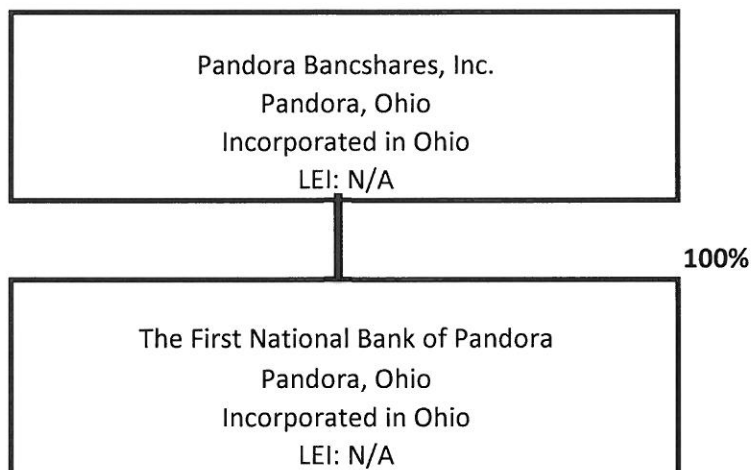 Pandora Bancshares, Inc.
Pandora, Ohio
Incorporated in Ohio
LEI: N/A
100%
The First National Bank of Pandora
Pandora, Ohio
Incorporated in Ohio
LEI: N/A